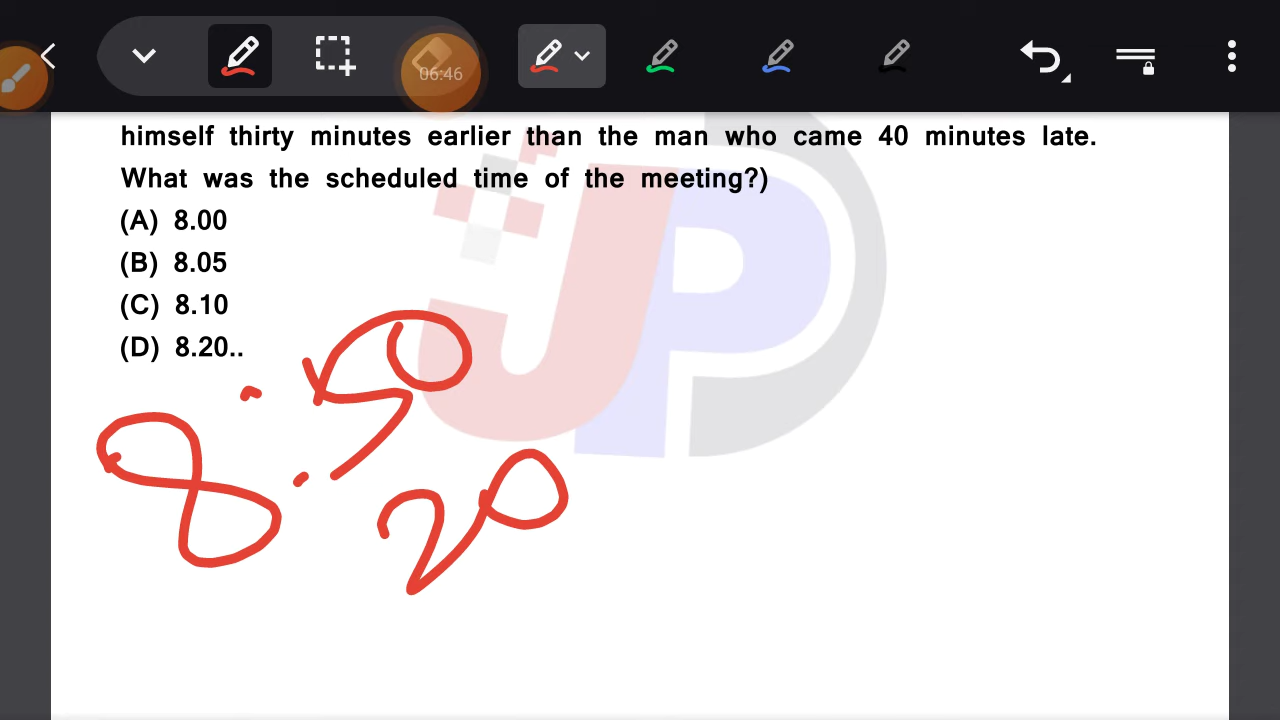 06:46
himself thirty minutes earlier than the man who came 40 minutes late.
What was the scheduled time of the meeting?)
(A) 8.00
(B) 8.05
(C) 8.10
(D) 8.20..
8:50
20
JP